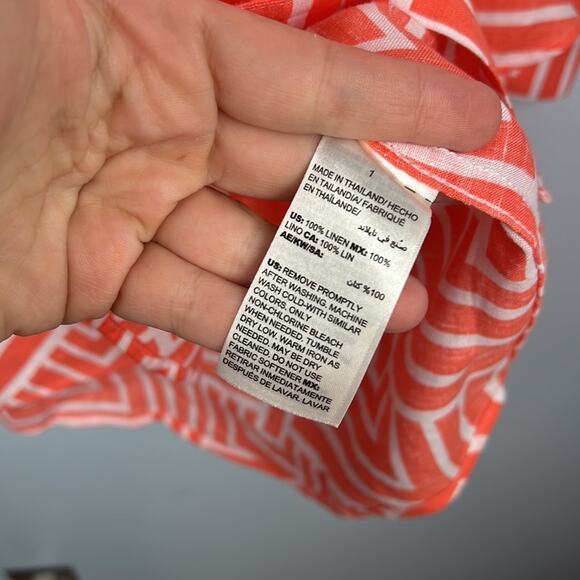 1
MADE IN THAILAND/ HECHO
EN TAILANDIA/ FABRIQUÉ
EN THAÏLANDE/
صنع في تايلاند
US: 100% LINEN MX: 100%
LINO CA: 100% LIN
AE/KW/SA:
100% كتان
US: REMOVE PROMPTLY
AFTER WASHING, MACHINE
WASH COLD-WITH SIMILAR
COLORS, ONLY
NON-CHLORINE BLEACH
WHEN NEEDED, TUMBLE
DRY LOW, WARM IRON AS
NEEDED, MAY BE DRY
CLEANED, DO NOT USE
FABRIC SOFTENER MX:
RETIRAR INMEDIATAMENTE
DESPUÉS DE LAVAR, LAVAR